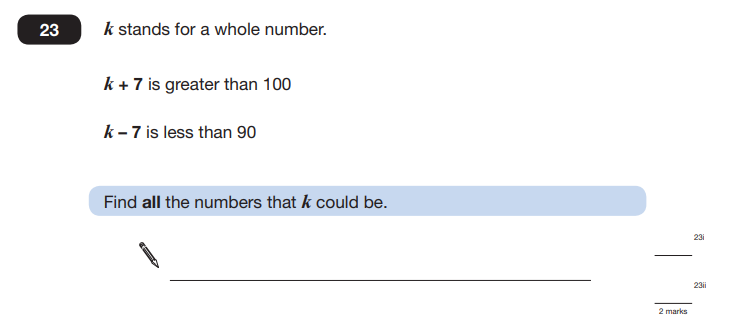 23
k stands for a whole number.
k + 7 is greater than 100
k – 7 is less than 90
Find all the numbers that k could be.
23i
23ii
2 marks